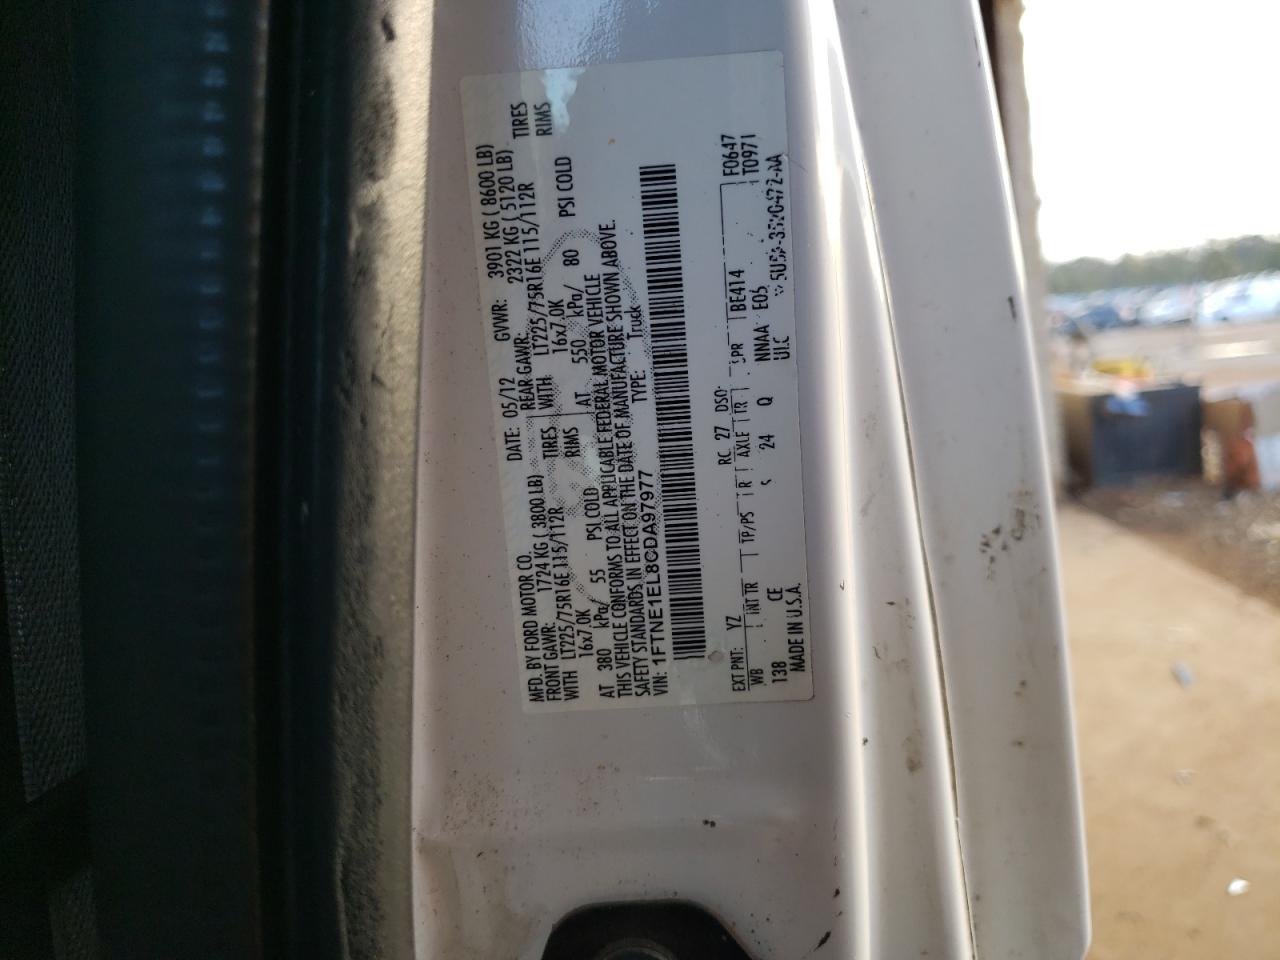 MFD. BY FORD MOTOR CO. DATE: 05/12 GVWR: 3901 KG ( 8600 LB)
FRONT GAWR: 1724 KG ( 3800 LB) REAR GAWR: 2322 KG ( 5120 LB)
WITH LT225/75R16E 115/112R TIRES WITH LT225/75R16E 115/112R TIRES
16x7.0K RIMS 16x7.0K RIMS
AT 380 kPa/ 55 PSI COLD AT 550 kPa/ 80 PSI COLD
THIS VEHICLE CONFORMS TO ALL APPLICABLE FEDERAL MOTOR VEHICLE
SAFETY STANDARDS IN EFFECT ON THE DATE OF MANUFACTURE SHOWN ABOVE.
VIN: 1FTNE1EL8CDA97977 TYPE: Truck
F0647
T0971
EXT PNT: YZ RC: 27 DSO:
WB INT TR TP/PS R AXLE TR SPR BE414
138 CE 24 Q NNAA E05
MADE IN U.S.A. UI.C